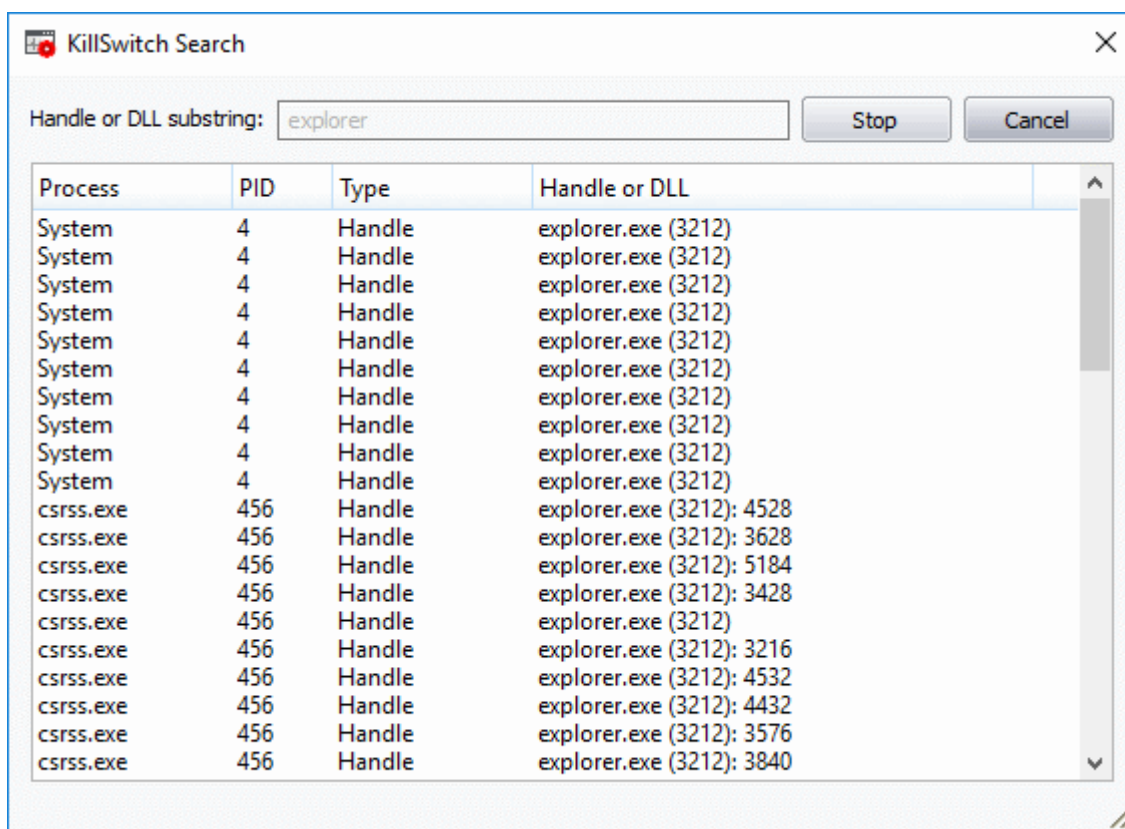 KillSwitch Search
Handle or DLL substring: explorer Stop Cancel
Process PID Type Handle or DLL
System 4 Handle explorer.exe (3212)
System 4 Handle explorer.exe (3212)
System 4 Handle explorer.exe (3212)
System 4 Handle explorer.exe (3212)
System 4 Handle explorer.exe (3212)
System 4 Handle explorer.exe (3212)
System 4 Handle explorer.exe (3212)
System 4 Handle explorer.exe (3212)
System 4 Handle explorer.exe (3212)
System 4 Handle explorer.exe (3212)
csrss.exe 456 Handle explorer.exe (3212): 4528
csrss.exe 456 Handle explorer.exe (3212): 3628
csrss.exe 456 Handle explorer.exe (3212): 5184
csrss.exe 456 Handle explorer.exe (3212): 3428
csrss.exe 456 Handle explorer.exe (3212)
csrss.exe 456 Handle explorer.exe (3212): 3216
csrss.exe 456 Handle explorer.exe (3212): 4532
csrss.exe 456 Handle explorer.exe (3212): 4432
csrss.exe 456 Handle explorer.exe (3212): 3576
csrss.exe 456 Handle explorer.exe (3212): 3840